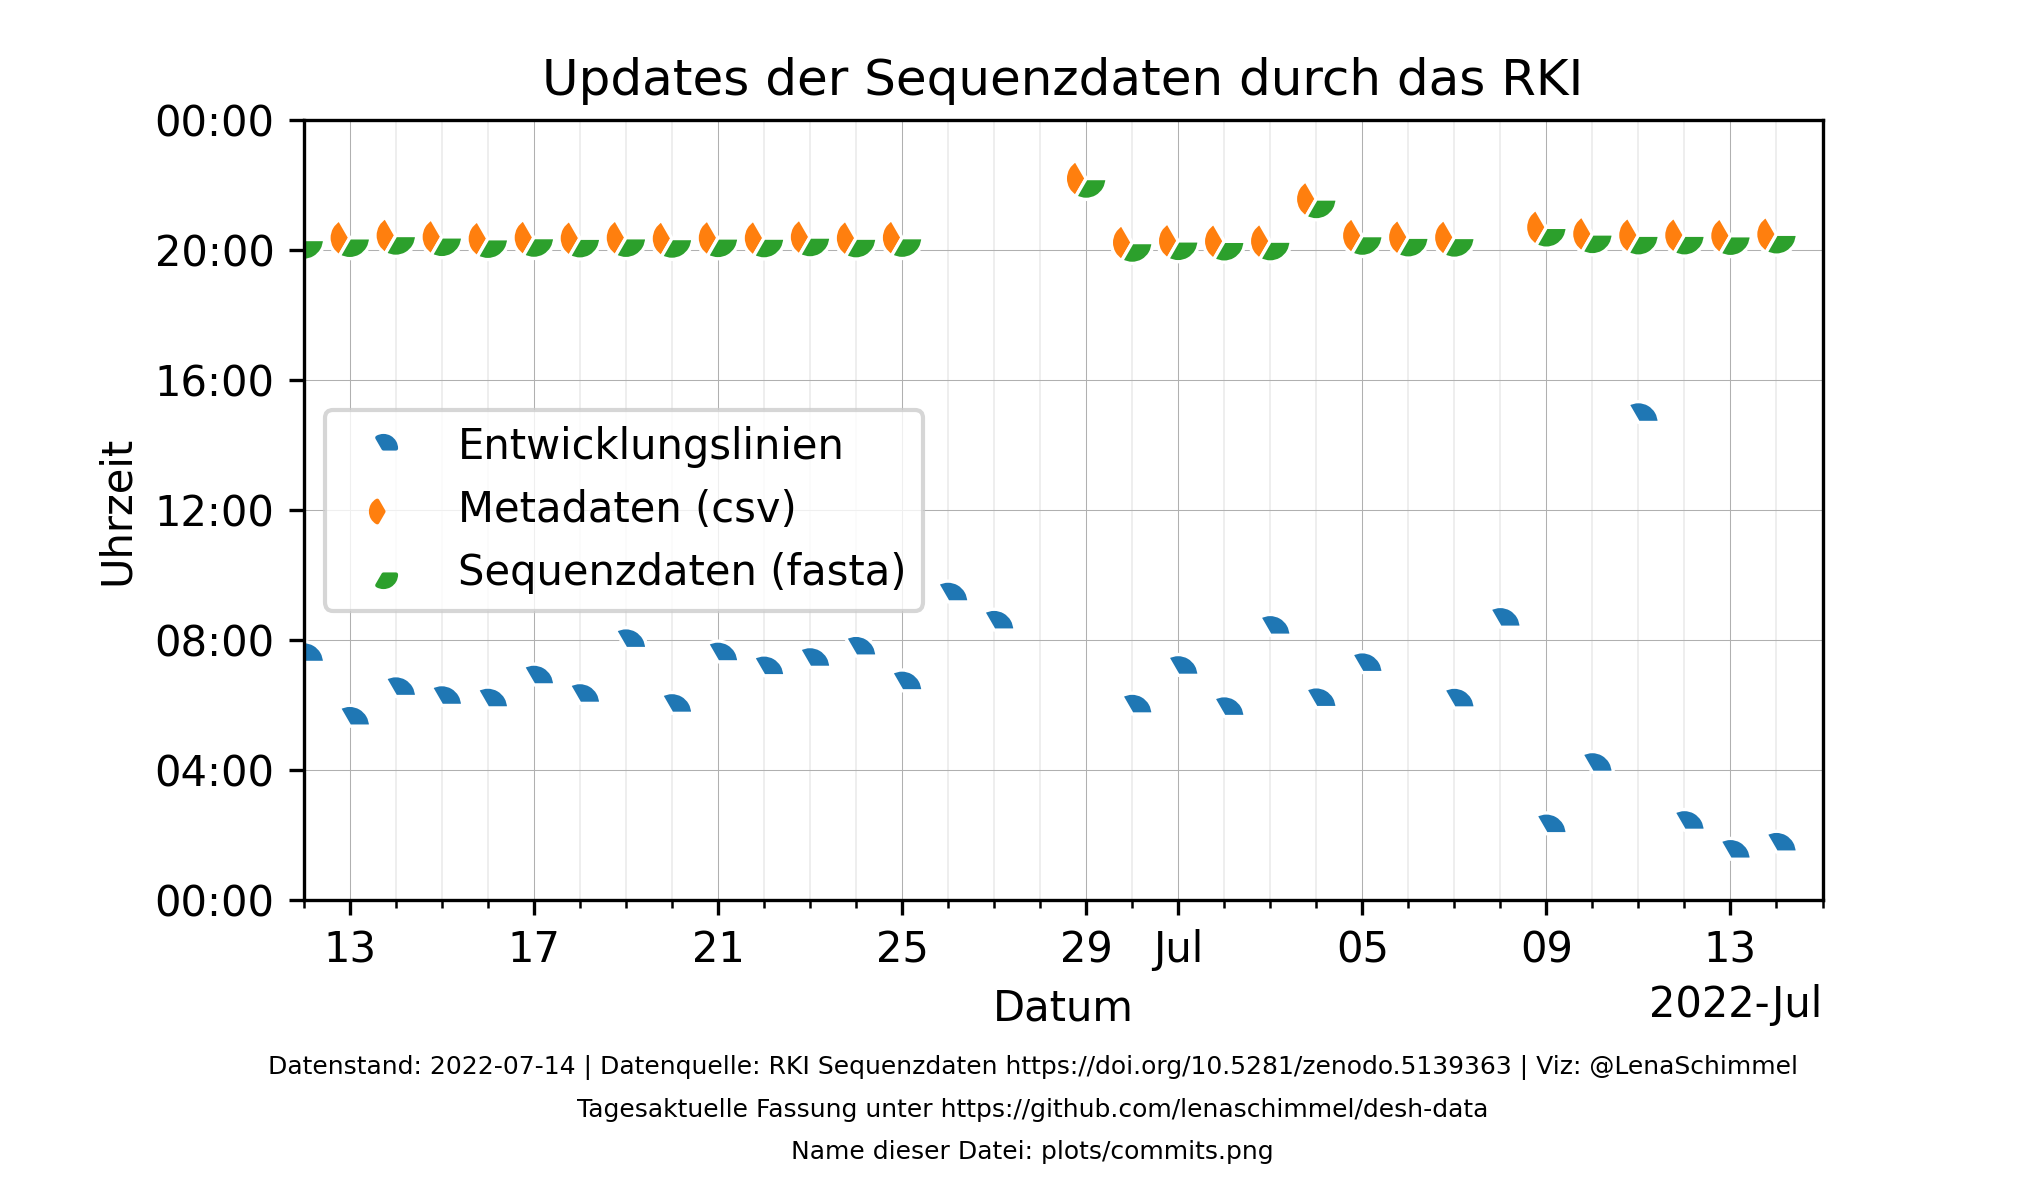 Updates der Sequenzdaten durch das RKI
00:00
20:00
16:00
12:00
08:00
04:00
00:00
Uhrzeit
Entwicklungslinien
Metadaten (csv)
Sequenzdaten (fasta)
13 17 21 25 29 Jul 05 09 13
Datum
2022-Jul
Datenstand: 2022-07-14 | Datenquelle: RKI Sequenzdaten https://doi.org/10.5281/zenodo.5139363 | Viz: @LenaSchimmel
Tagesaktuelle Fassung unter https://github.com/lenaschimmel/desh-data
Name dieser Datei: plots/commits.png